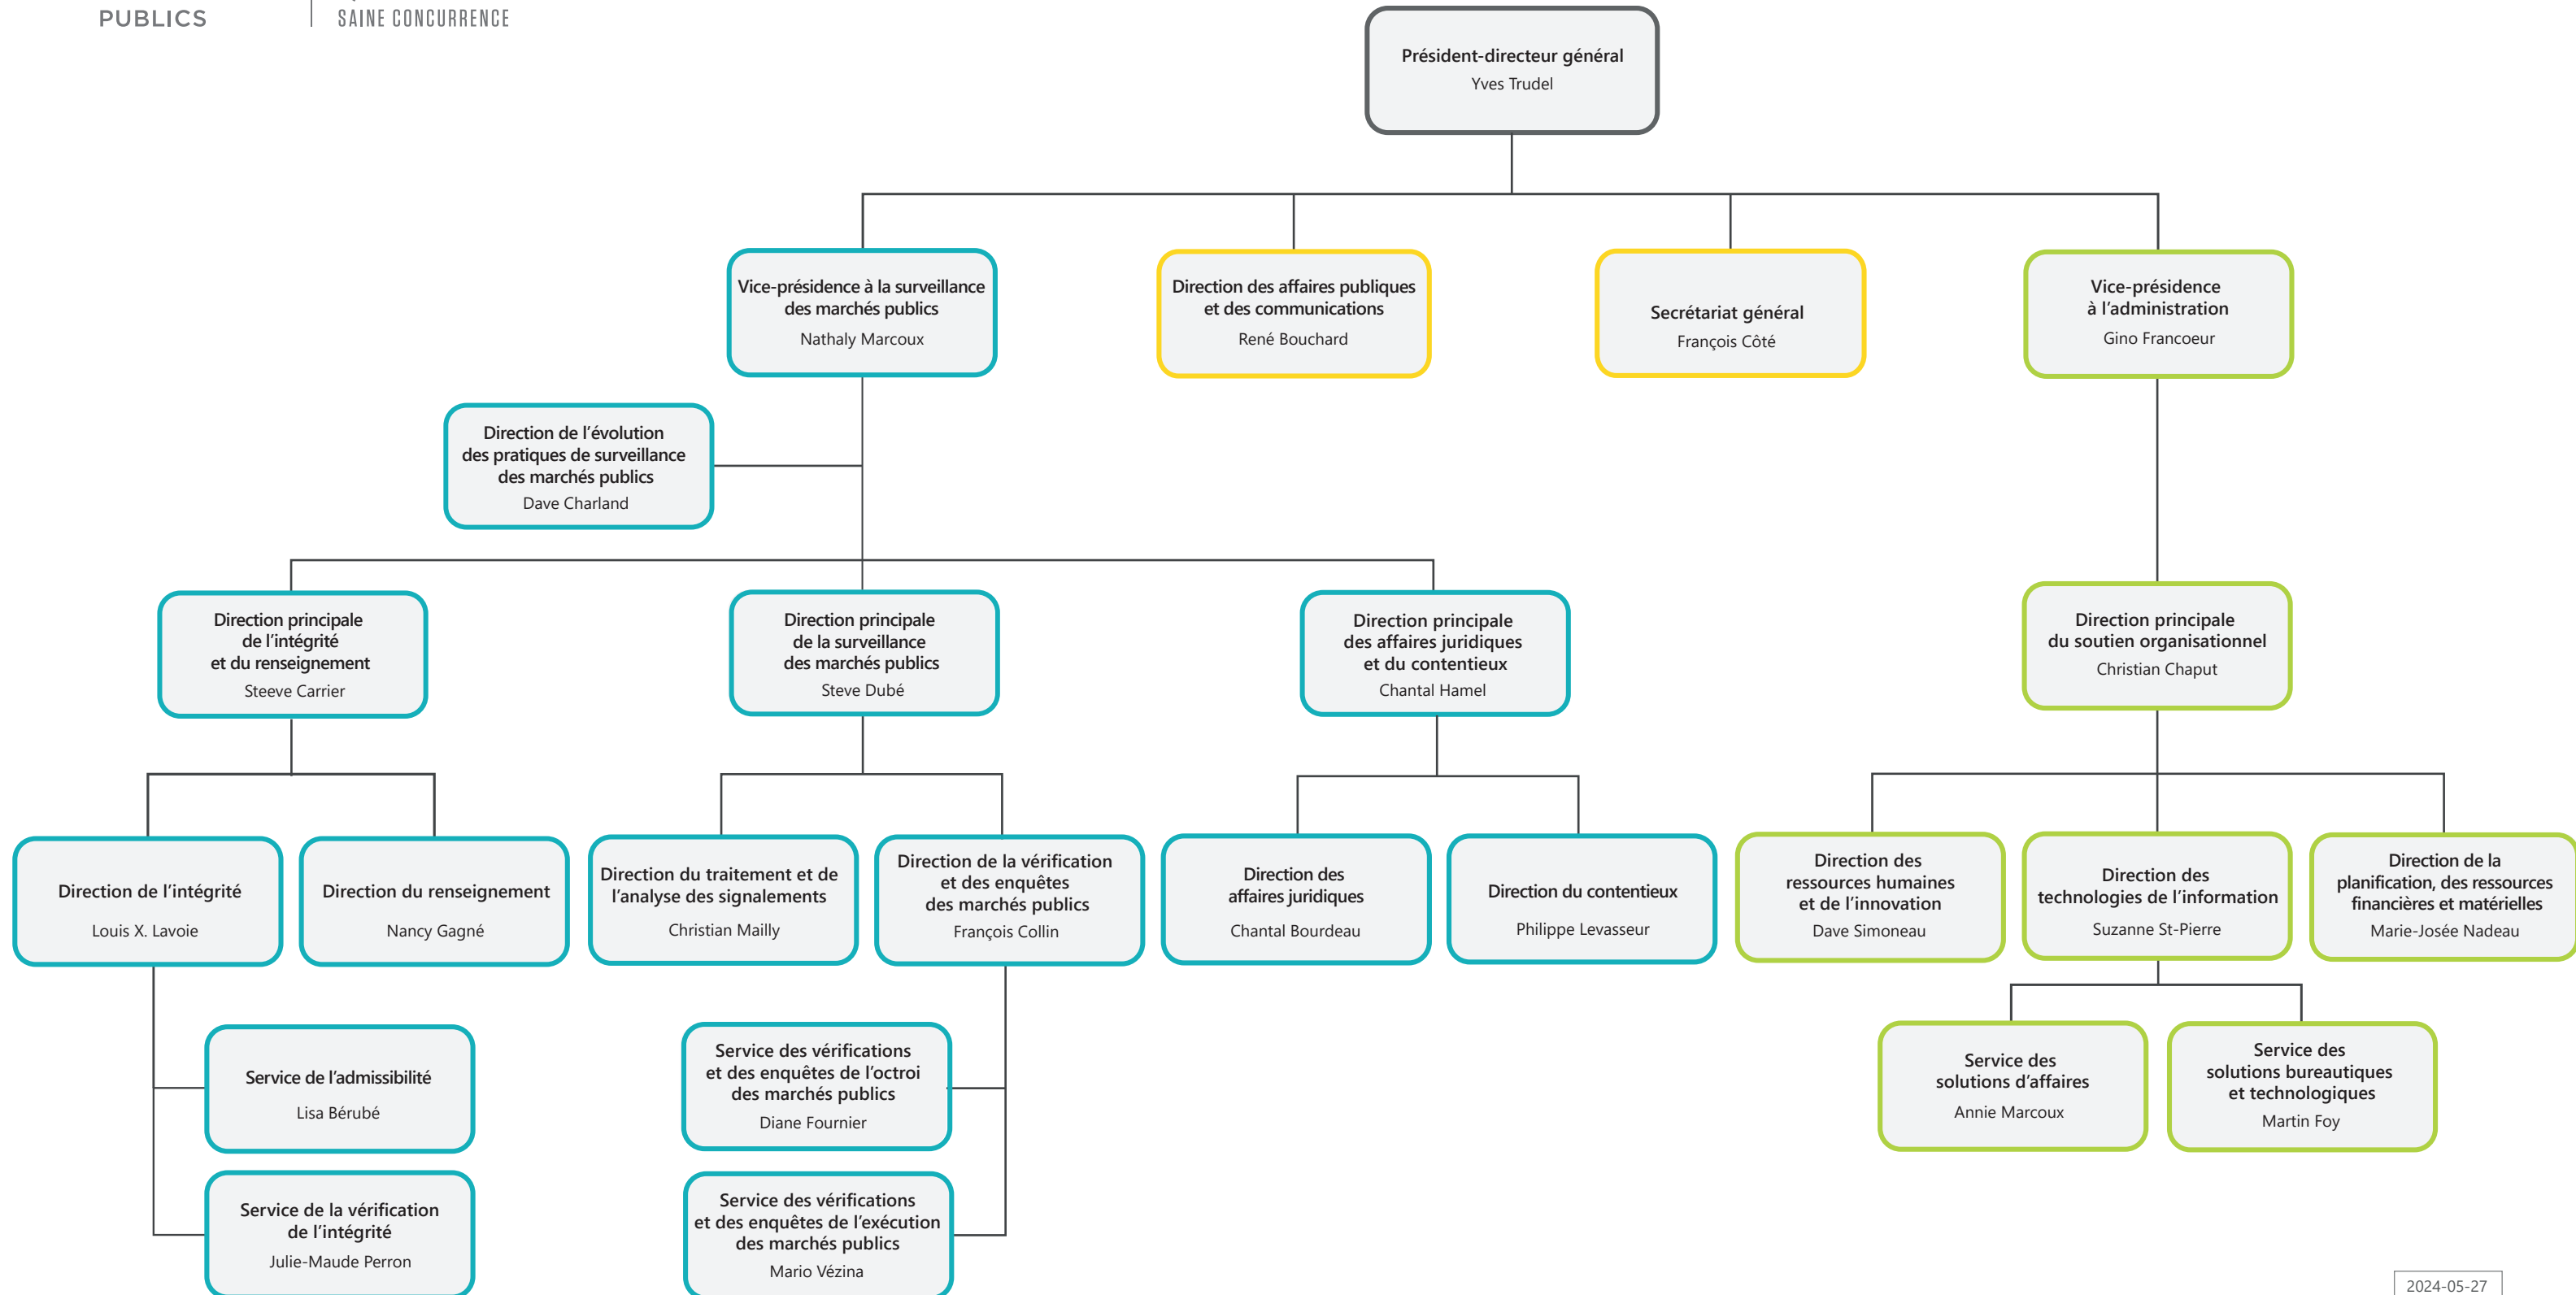 PUBLICS
SAINE CONCURRENCE
Président-directeur général
Yves Trudel
Vice-présidence à la surveillance
des marchés publics
Nathaly Marcoux
Direction des affaires publiques
et des communications
René Bouchard
Secrétariat général
François Côté
Vice-présidence
à l'administration
Gino Francoeur
Direction de l'évolution
des pratiques de surveillance
des marchés publics
Dave Charland
Direction principale
de l'intégrité
et du renseignement
Steeve Carrier
Direction principale
de la surveillance
des marchés publics
Steve Dubé
Direction principale
des affaires juridiques
et du contentieux
Chantal Hamel
Direction principale
du soutien organisationnel
Christian Chaput
Direction de l'intégrité
Louis X. Lavoie
Direction du renseignement
Nancy Gagné
Direction du traitement et de
l'analyse des signalements
Christian Mailly
Direction de la vérification
et des enquêtes
des marchés publics
François Collin
Direction des
affaires juridiques
Chantal Bourdeau
Direction du contentieux
Philippe Levasseur
Direction des
ressources humaines
et de l'innovation
Dave Simoneau
Direction des
technologies de l'information
Suzanne St-Pierre
Direction de la
planification, des ressources
financières et matérielles
Marie-Josée Nadeau
Service de l'admissibilité
Lisa Bérubé
Service des vérifications
et des enquêtes de l'octroi
des marchés publics
Diane Fournier
Service des
solutions d'affaires
Annie Marcoux
Service des
solutions bureautiques
et technologiques
Martin Foy
Service de la vérification
de l'intégrité
Julie-Maude Perron
Service des vérifications
et des enquêtes de l'exécution
des marchés publics
Mario Vézina
2024-05-27